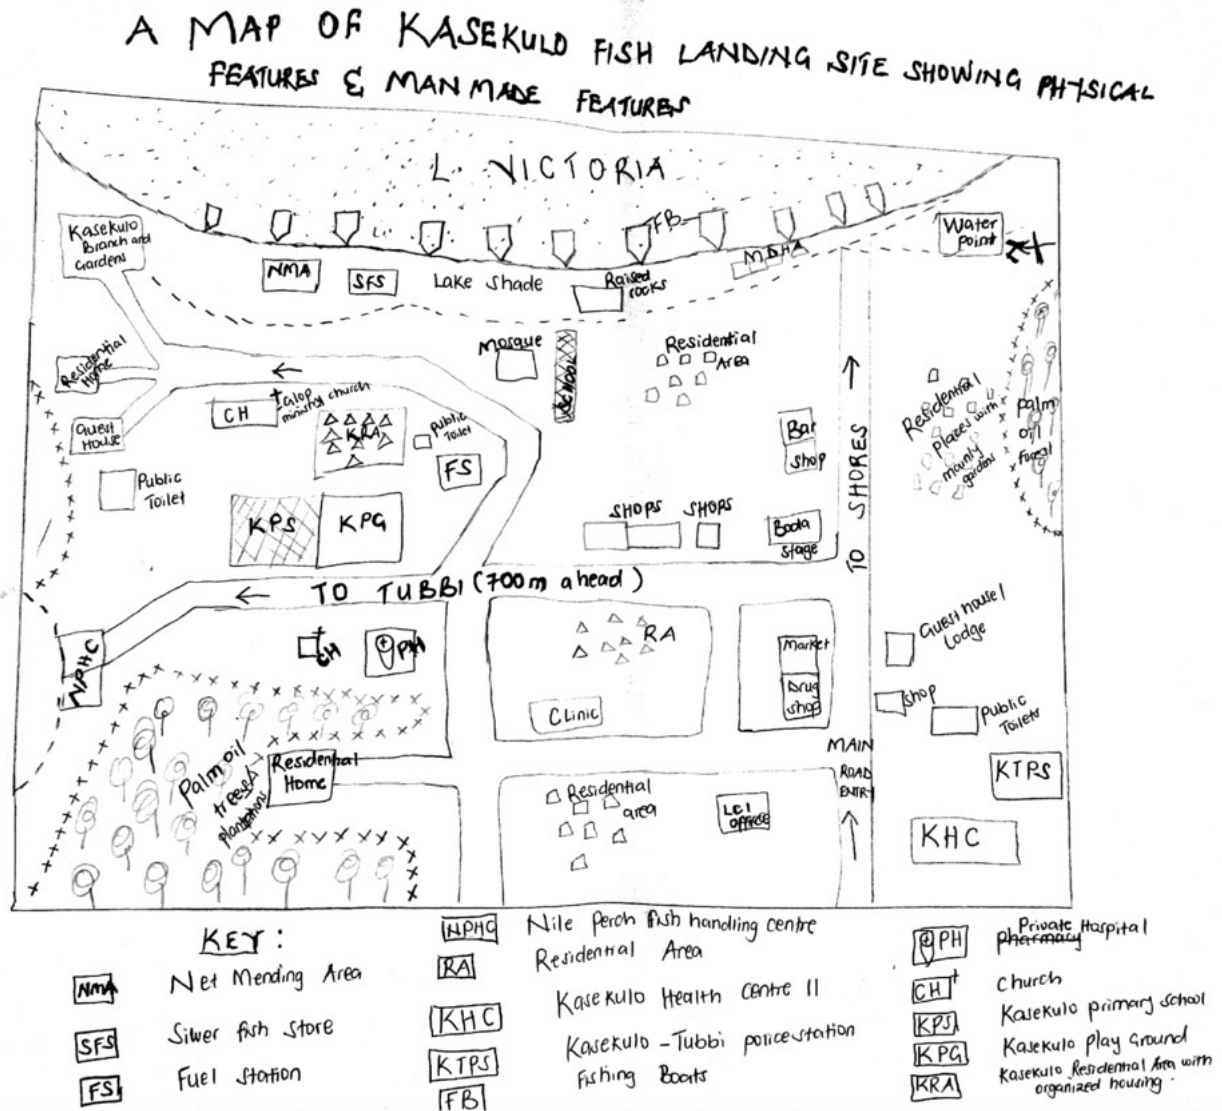 A MAP OF KASEKULO FISH LANDING SITE SHOWING PHYSICAL
FEATURES & MAN MADE FEATURES
L. VICTORIA
Kasekulo
Branch and
Gardens
FB
Water
point
NMA
SFS
Lake shade
Raised
rocks
MDHA
Residential
Home
Mosque
SCHOOL
Residential
Area
CH
Glop
ministry church
KRA
Public
Toilet
FS
Guest
House
Public
Toilet
KPS
KPG
Bar
shop
SHOPS
SHOPS
Boda
stage
TO SHORES
Residential
places with
mainly
gardens
palm
oil
forest
TO TUBBI (700m ahead)
NPHC
CH
PH
RA
Clinic
Market
Drug
shop
Guest house/
Lodge
shop
Public
Toilets
KTPS
KHC
MAIN
ROAD
ENTRY
Palm oil
trees
plantations
Residential
Home
Residential
area
LC1
office
KEY:
NMA Net Mending Area
SFS Silver fish store
FS Fuel station
NPHC Nile Perch fish handling centre
RA Residential Area
KHC Kasekulo Health centre II
KTPS Kasekulo - Tubbi police station
FB Fishing Boats
PH Private Hospital
pharmacy
CH church
KPS Kasekulo primary school
KPG Kasekulo play Ground
KRA Kasekulo Residential Area with
organized housing.